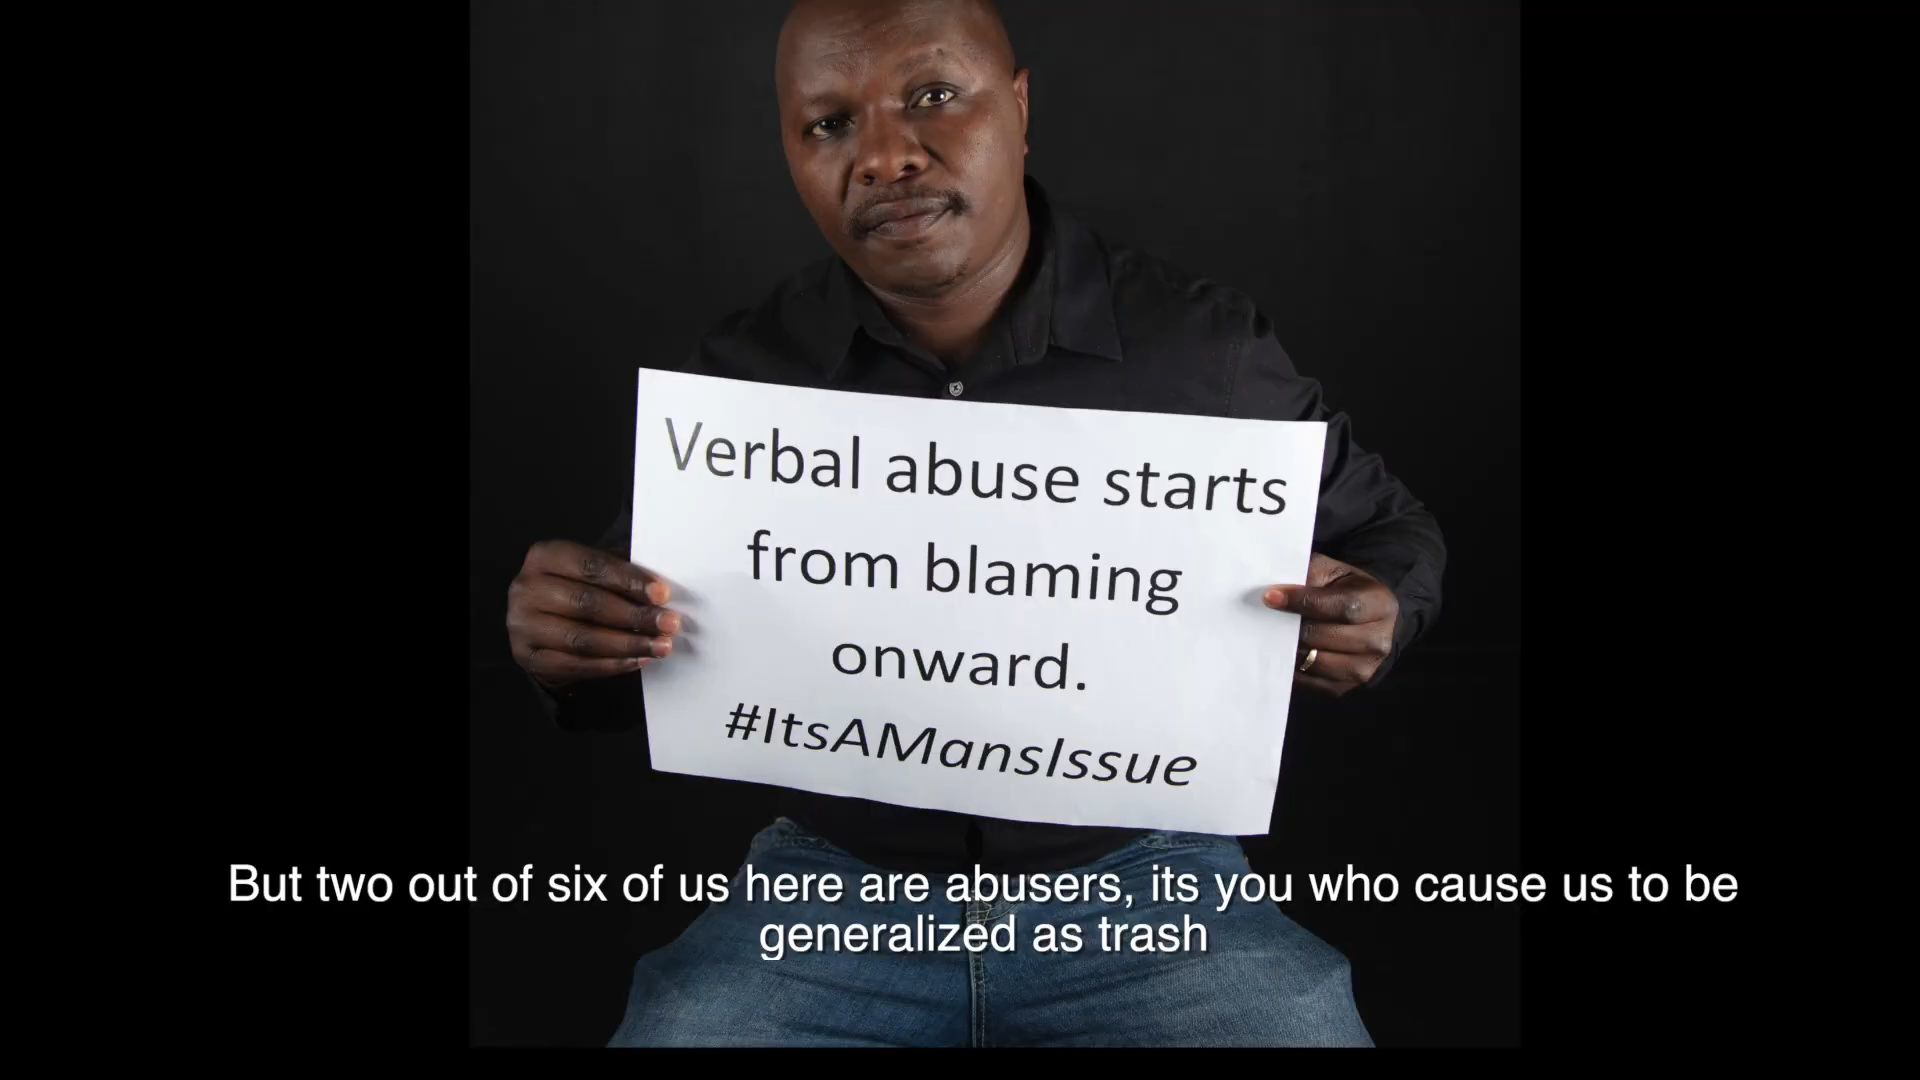 Verbal abuse starts
from blaming
onward.
#ItsAMansIssue
But two out of six of us here are abusers, its you who cause us to be
generalized as trash